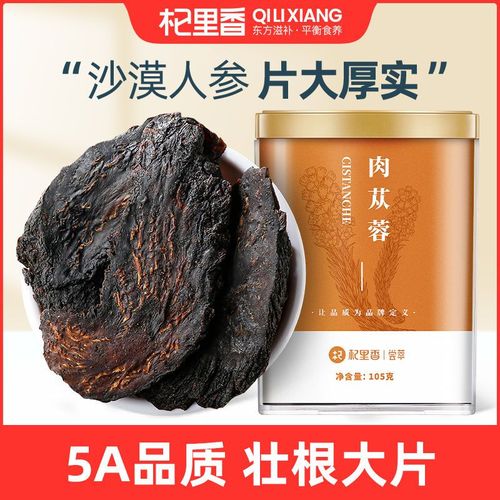 杞里香 QILIXIANG
东方滋补·平衡食养
“沙漠人参 片大厚实”
肉苁蓉
CISTANCHE
·让品质成为品牌定义·
杞里香 | 尝萃
净含量：105克
5A品质 壮根大片